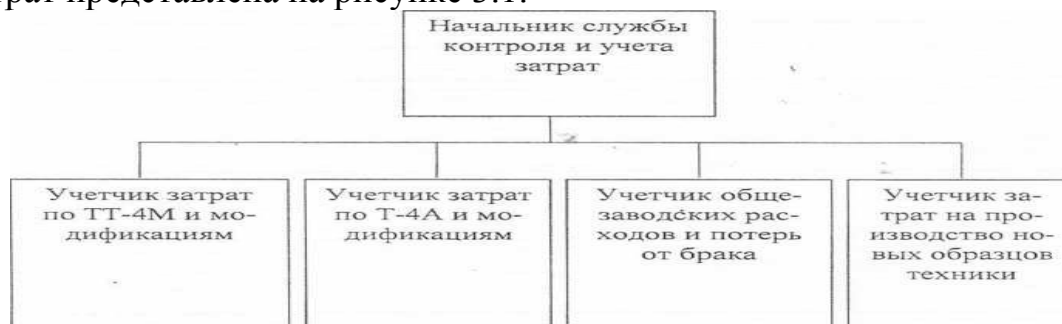 трат представлена на рисунке 3.1.
Начальник службы
контроля и учета
затрат
Учетчик затрат
по ТТ-4М и мо-
дификациям
Учетчик затрат
по Т-4А и мо-
дификациям
Учетчик обще-
заводских рас-
ходов и потерь
от брака
Учетчик за-
трат на про-
изводство но-
вых образцов
техники